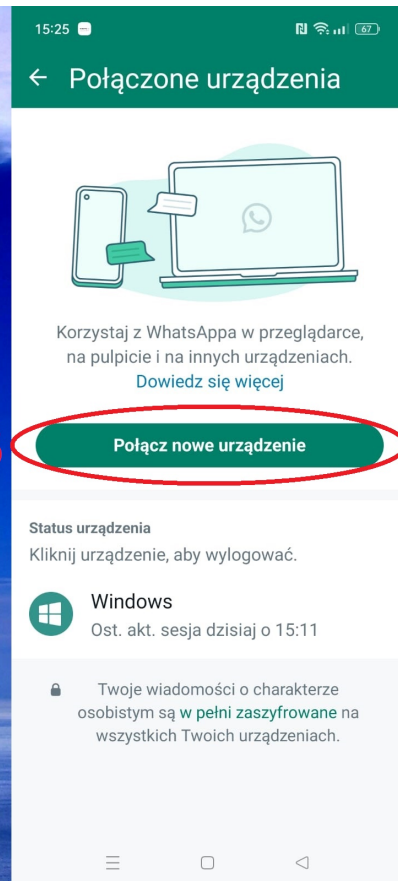 15:25
67
Połączone urządzenia
Korzystaj z WhatsAppa w przeglądarce,
na pulpicie i na innych urządzeniach.
Dowiedz się więcej
Połącz nowe urządzenie
Status urządzenia
Kliknij urządzenie, aby wylogować.
Windows
Ost. akt. sesja dzisiaj o 15:11
Twoje wiadomości o charakterze
osobistym są w pełni zaszyfrowane na
wszystkich Twoich urządzeniach.